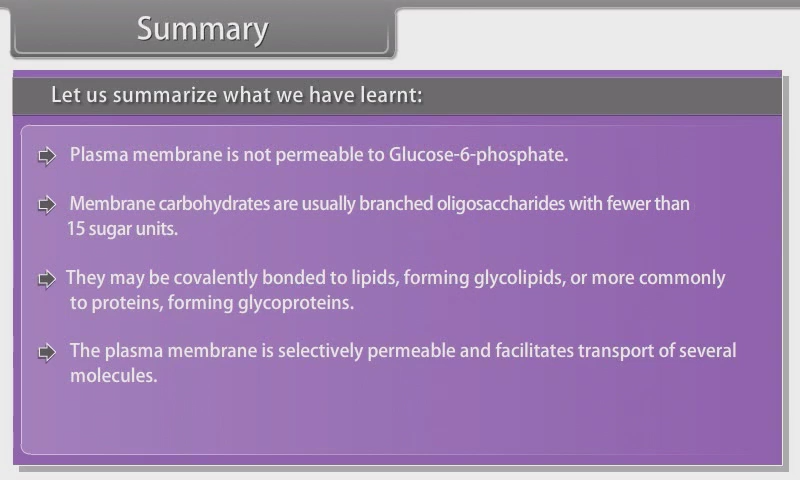 Summary
Let us summarize what we have learnt:
Plasma membrane is not permeable to Glucose-6-phosphate.
Membrane carbohydrates are usually branched oligosaccharides with fewer than
15 sugar units.
They may be covalently bonded to lipids, forming glycolipids, or more commonly
to proteins, forming glycoproteins.
The plasma membrane is selectively permeable and facilitates transport of several
molecules.